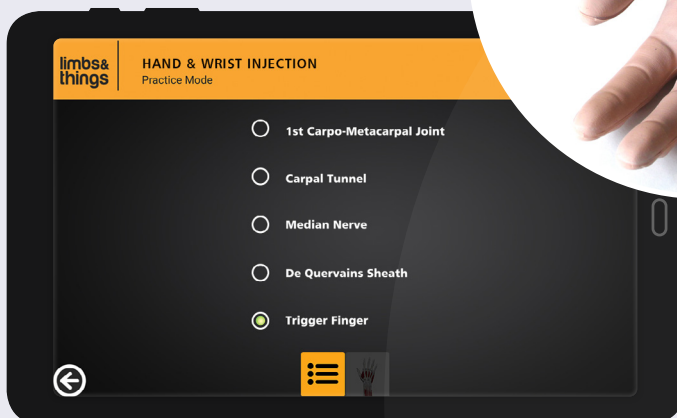 limbs&
things
HAND & WRIST INJECTION
Practice Mode
1st Carpo-Metacarpal Joint
Carpal Tunnel
Median Nerve
De Quervains Sheath
Trigger Finger